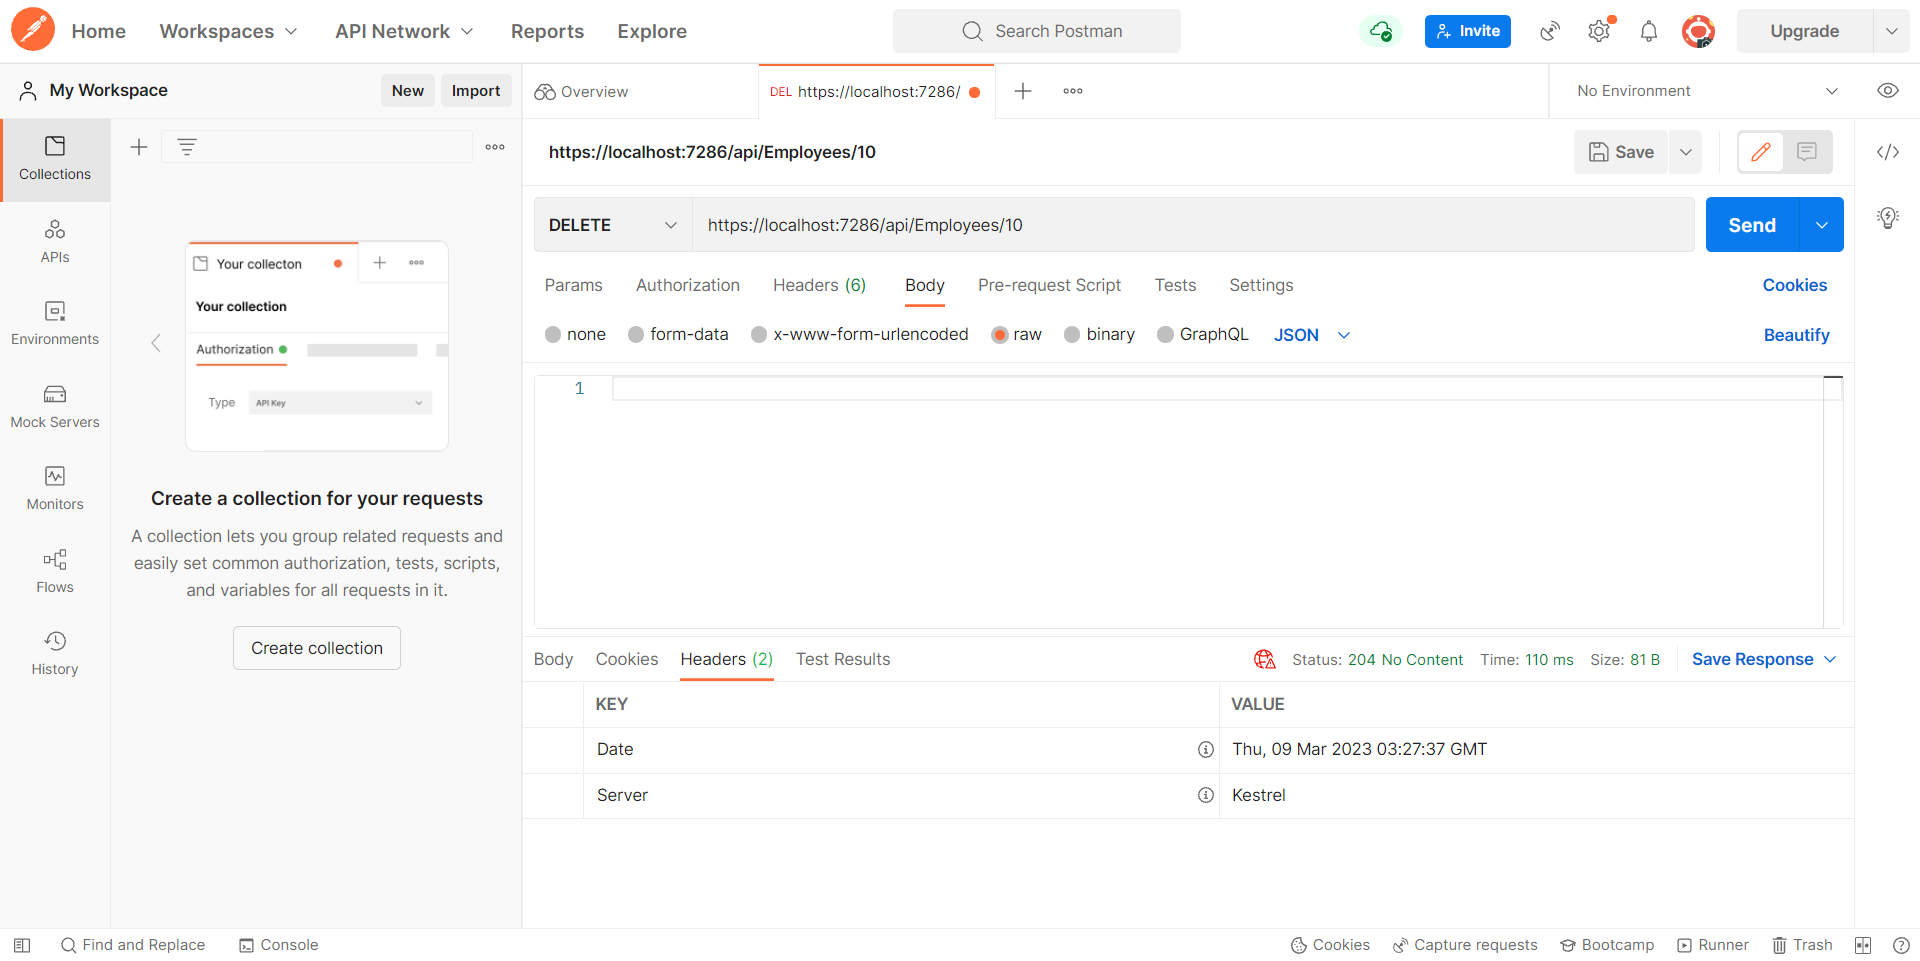 Home Workspaces API Network Reports Explore Search Postman Invite Upgrade
My Workspace New Import Overview DEL https://localhost:7286/ No Environment
Collections
APIs
Environments
Mock Servers
Monitors
Flows
History
Your collecton
Your collection
Authorization
Type API Key
Create a collection for your requests
A collection lets you group related requests and
easily set common authorization, tests, scripts,
and variables for all requests in it.
Create collection
https://localhost:7286/api/Employees/10 Save
DELETE https://localhost:7286/api/Employees/10 Send
Params Authorization Headers (6) Body Pre-request Script Tests Settings Cookies
none form-data x-www-form-urlencoded raw binary GraphQL JSON Beautify
1
Body Cookies Headers (2) Test Results Status: 204 No Content Time: 110 ms Size: 81 B Save Response
KEY VALUE
Date Thu, 09 Mar 2023 03:27:37 GMT
Server Kestrel
Find and Replace Console Cookies Capture requests Bootcamp Runner Trash